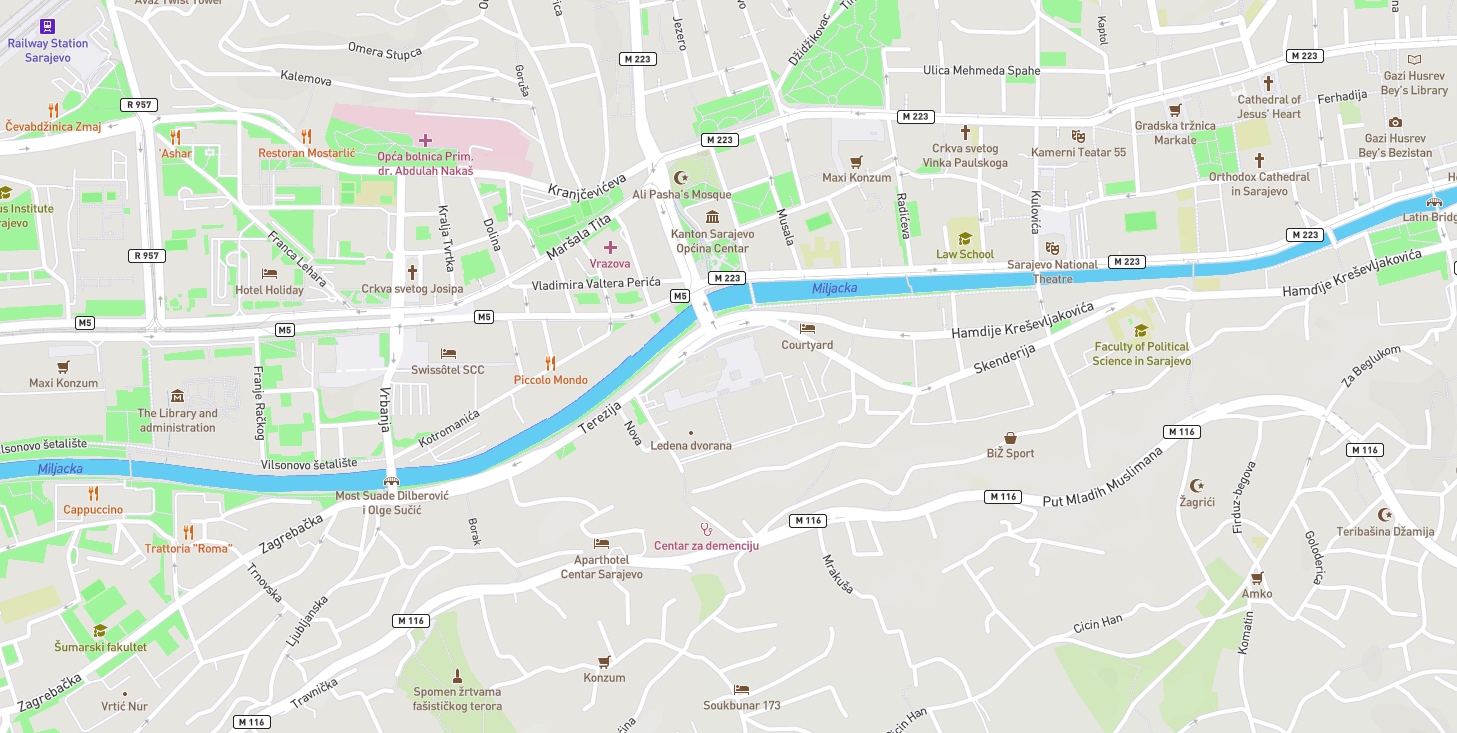 Avaz Twist Tower
Railway Station
Sarajevo
Omera Stupca
Kalemova
Goruša
Jezero
M 223
Džidžikovac
Kaptol
Ulica Mehmeda Spahe
M 223
Gazi Husrev
Bey's Library
Ferhadija
Cathedral of
Jesus' Heart
R 957
Čevabdžinica Zmaj
'Ashar
Restoran Mostarlić
Opća bolnica Prim.
dr. Abdulah Nakaš
M 223
M 223
Crkva svetog
Vinka Paulskoga
Kamerni Teatar 55
Gradska tržnica
Markale
Gazi Husrev
Bey's Bezistan
Maxi Konzum
Orthodox Cathedral
in Sarajevo
Kranjčevićeva
Ali Pasha's Mosque
Institute
Kralja Tvrtka
Dolina
Maršala Tita
Kanton Sarajevo
Općina Centar
Musala
Radićeva
Kulovića
Latin Bridg
R 957
Franca Lehara
Vrazova
Law School
M 223
Sarajevo National
Theatre
M 223
Hotel Holiday
Crkva svetog Josipa
Vladimira Valtera Perića
M 223
M5
Miljacka
Hamdije Kreševljakovića
M5
M5
M5
Hamdije Kreševljakovića
Courtyard
Skenderija
Faculty of Political
Science in Sarajevo
Maxi Konzum
Swissôtel SCC
Piccolo Mondo
Za Beglukom
Franje Račkog
Vrbanja
The Library and
administration
Kotromanića
Terezija
Nova
Ledena dvorana
BiŽ Sport
M 116
M 116
Vilsonovo šetalište
Miljacka
Most Suade Dilberović
i Olge Sučić
Put Mladih Muslimana
M 116
Žagrići
Firduz-begova
Cappuccino
Trattoria "Roma"
Zagrebačka
Borak
M 116
Centar za demenciju
Teribašina Džamija
Goloderica
Aparthotel
Centar Sarajevo
Mrakuša
Amko
Trnovska
Ljubljanska
M 116
Cicin Han
Komatin
Šumarski fakultet
Konzum
Spomen žrtvama
fašističkog terora
Zagrebačka
Vrtić Nur
Travnička
Soukbunar 173
M 116
Cicin Han